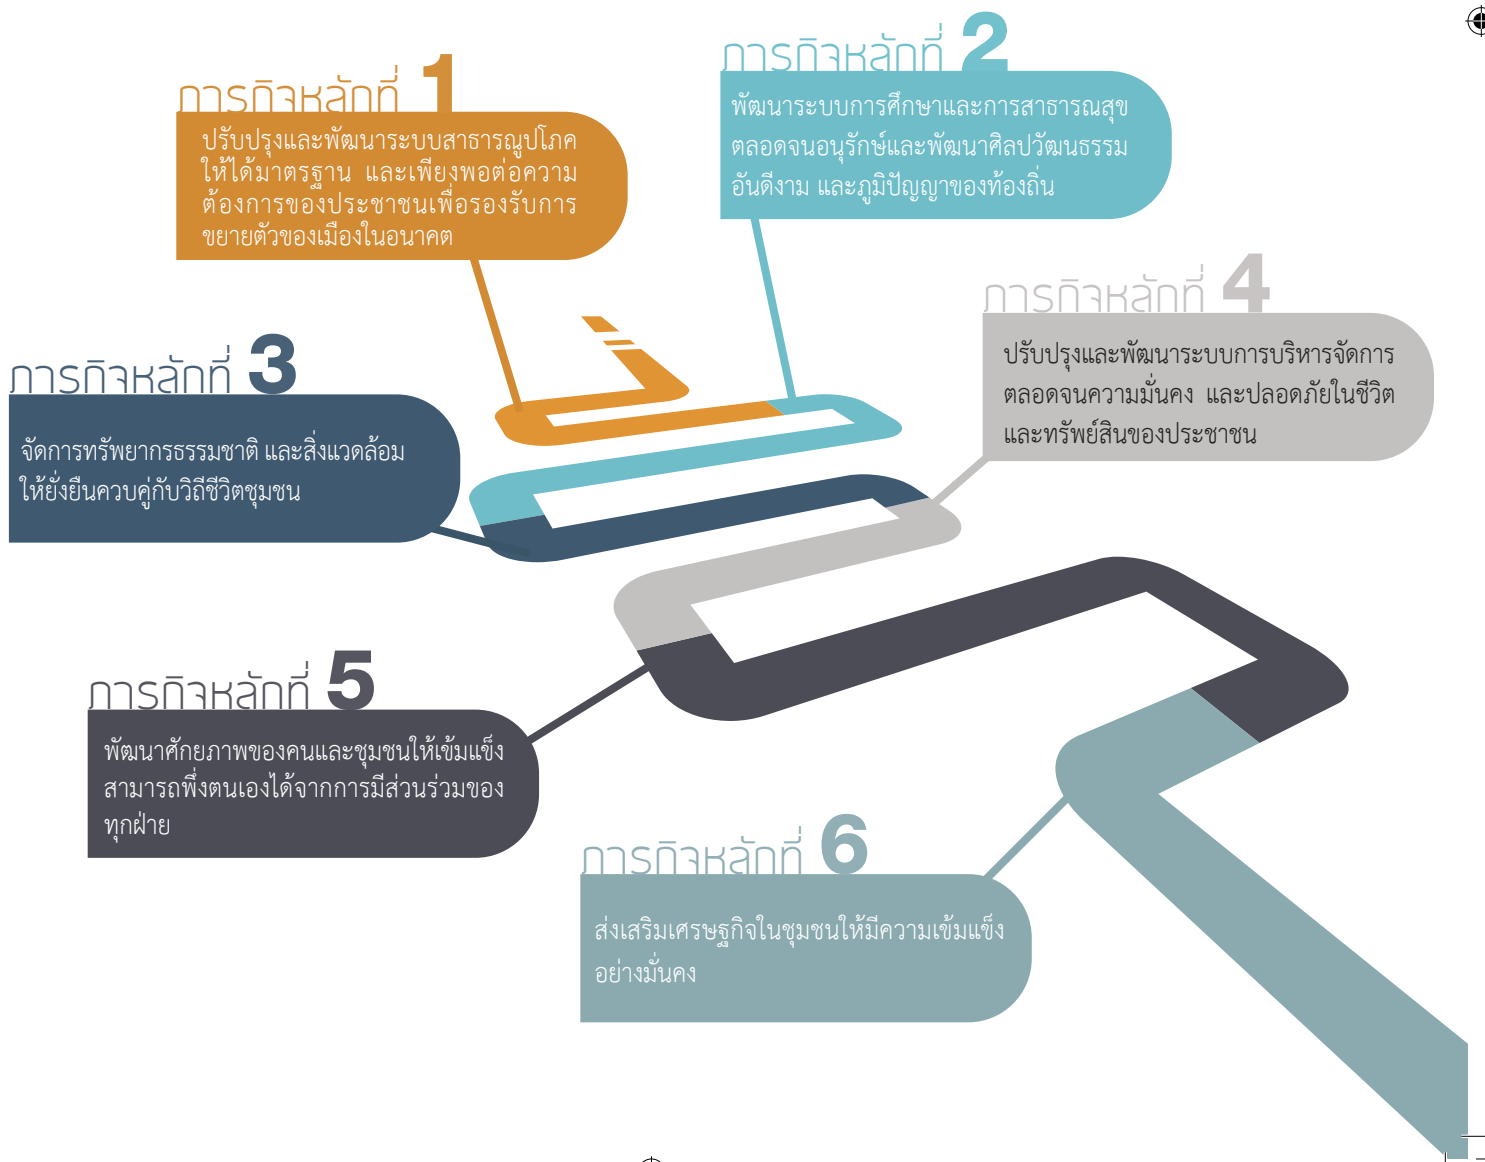 ภารกิจหลักที่ 1
ปรับปรุงและพัฒนาระบบสาธารณูปโภค
ให้ได้มาตรฐาน และเพียงพอต่อความ
ต้องการของประชาชนเพื่อรองรับการ
ขยายตัวของเมืองในอนาคต
ภารกิจหลักที่ 2
พัฒนาระบบการศึกษาและการสาธารณสุข
ตลอดจนอนุรักษ์และพัฒนาศิลปวัฒนธรรม
อันดีงาม และภูมิปัญญาของท้องถิ่น
ภารกิจหลักที่ 3
จัดการทรัพยากรธรรมชาติ และสิ่งแวดล้อม
ให้ยั่งยืนควบคู่กับวิถีชีวิตชุมชน
ภารกิจหลักที่ 4
ปรับปรุงและพัฒนาระบบการบริหารจัดการ
ตลอดจนความมั่นคง และปลอดภัยในชีวิต
และทรัพย์สินของประชาชน
ภารกิจหลักที่ 5
พัฒนาศักยภาพของคนและชุมชนให้เข้มแข็ง
สามารถพึ่งตนเองได้จากการมีส่วนร่วมของ
ทุกฝ่าย
ภารกิจหลักที่ 6
ส่งเสริมเศรษฐกิจในชุมชนให้มีความเข้มแข็ง
อย่างมั่นคง